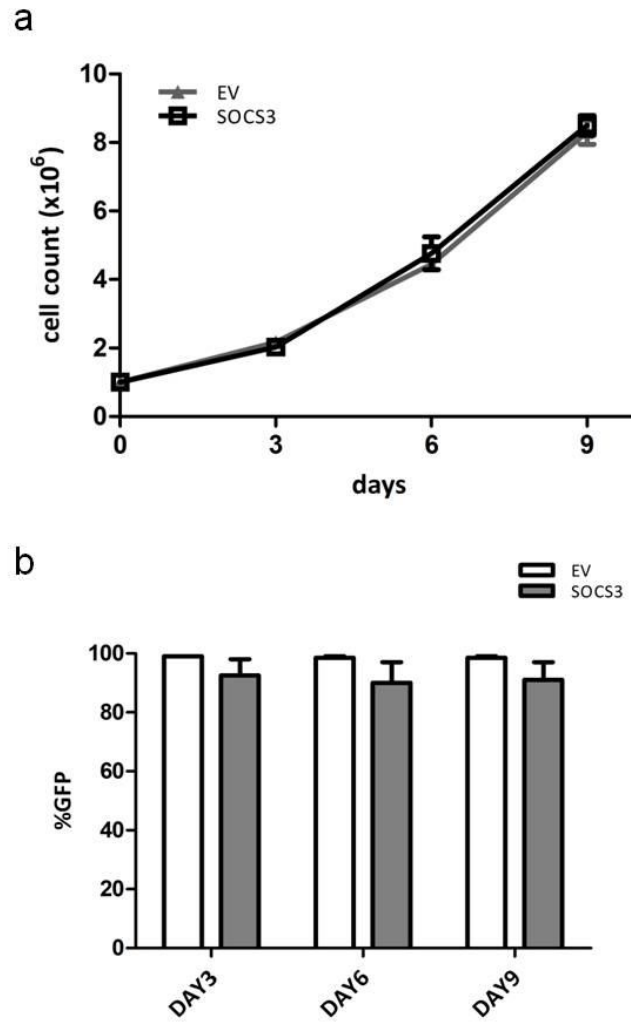 a
10
EV
SOCS3
8
6
4
2
0
cell count (x10⁶)
0 3 6 9
days
b
EV
SOCS3
100
80
60
40
20
0
%GFP
DAY3 DAY6 DAY9